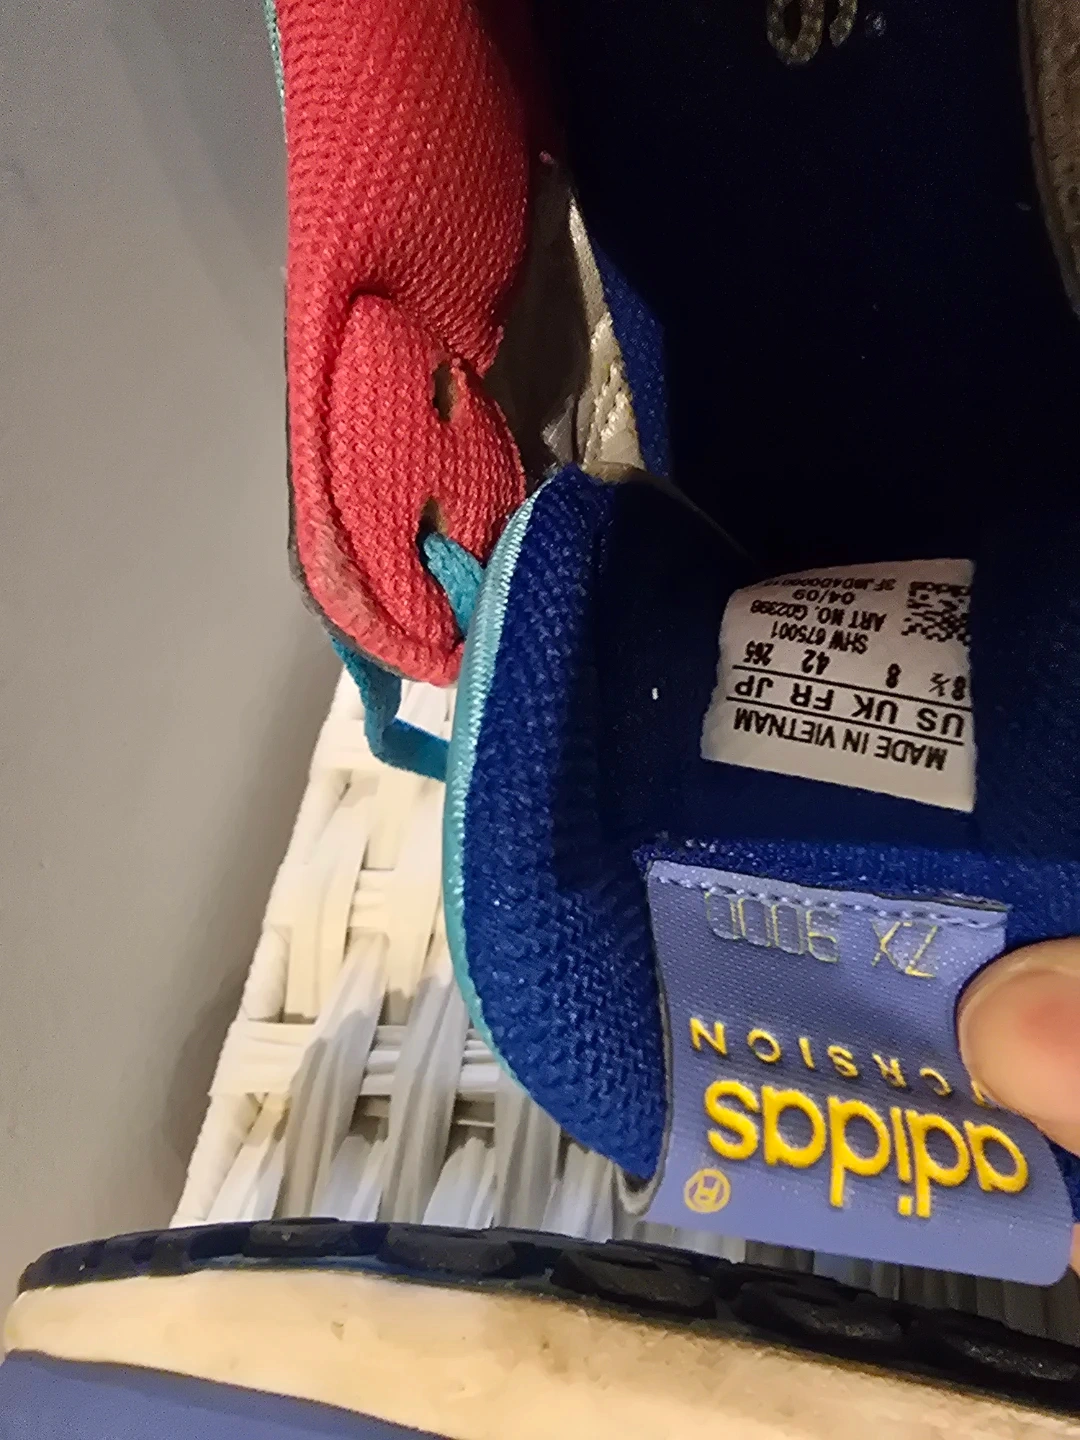 adidas
®
ZX 9000
MADE IN VIETNAM
US UK FR JP
8½ 8 42 265
SHW 675001
ART NO. G02398
04/09
adidas